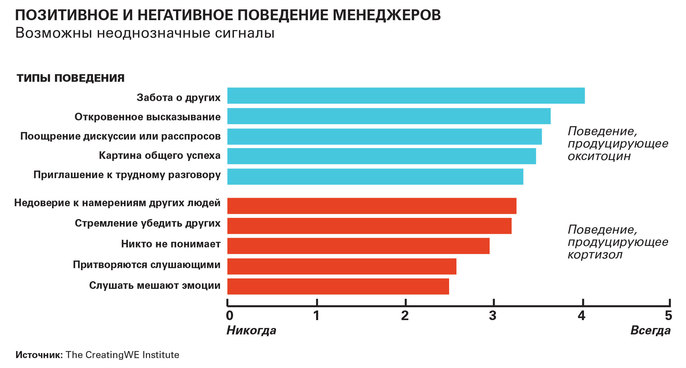 ПОЗИТИВНОЕ И НЕГАТИВНОЕ ПОВЕДЕНИЕ МЕНЕДЖЕРОВ
Возможны неоднозначные сигналы
ТИПЫ ПОВЕДЕНИЯ
Забота о других
Откровенное высказывание
Поощрение дискуссии или расспросов
Картина общего успеха
Приглашение к трудному разговору
Поведение,
продуцирующее
окситоцин
Недоверие к намерениям других людей
Стремление убедить других
Никто не понимает
Притворяются слушающими
Слушать мешают эмоции
Поведение,
продуцирующее
кортизол
0 1 2 3 4 5
Никогда Всегда
Источник: The CreatingWE Institute